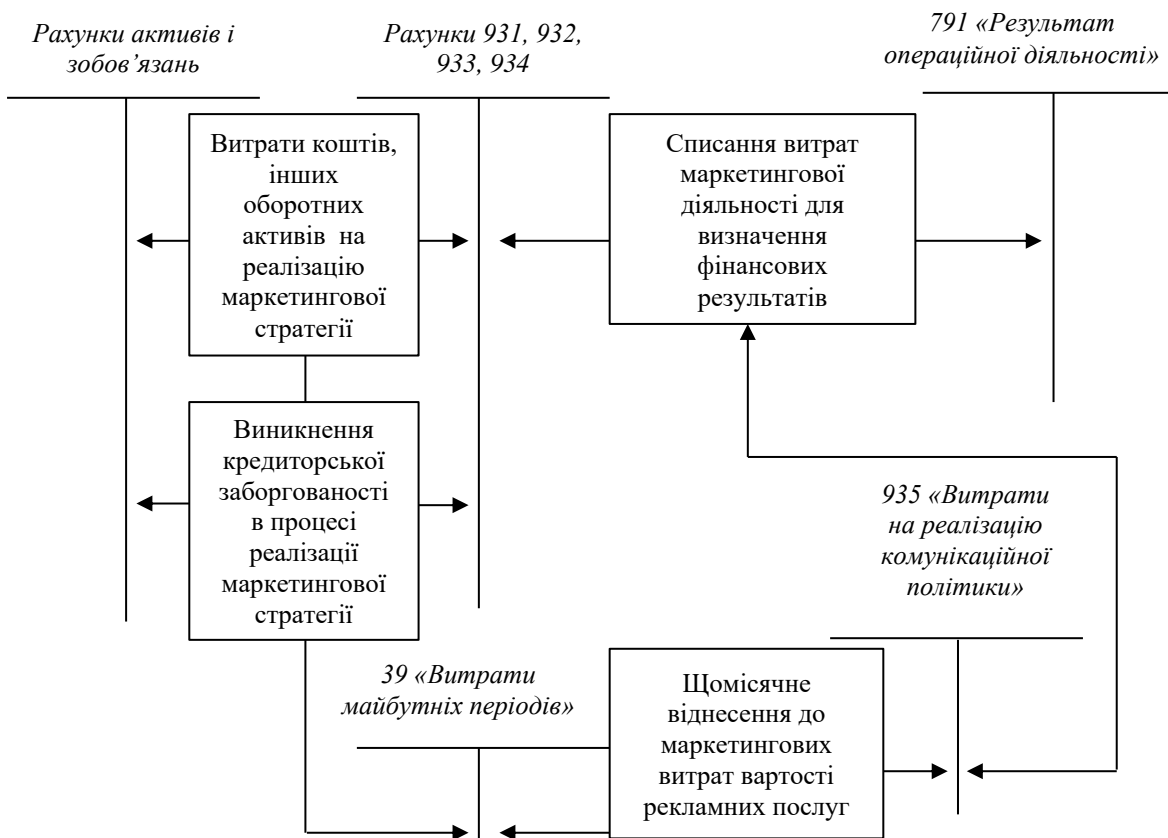 Рахунки активів і
зобов’язань
Рахунки 931, 932,
933, 934
791 «Результат
операційної діяльності»
Витрати коштів,
інших
оборотних
активів на
реалізацію
маркетингової
стратегії
Списання витрат
маркетингової
діяльності для
визначення
фінансових
результатів
Виникнення
кредиторської
заборгованості
в процесі
реалізації
маркетингової
стратегії
935 «Витрати
на реалізацію
комунікаційної
політики»
39 «Витрати
майбутніх періодів»
Щомісячне
віднесення до
маркетингових
витрат вартості
рекламних послуг